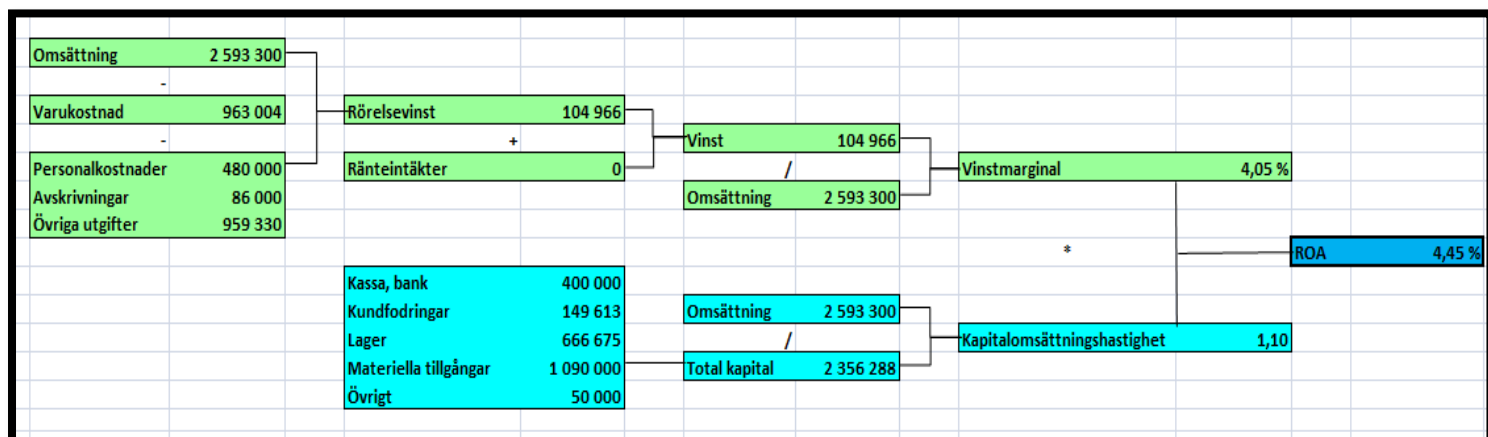 Omsättning 2 593 300
-
Varukostnad 963 004
-
Personalkostnader 480 000
Avskrivningar 86 000
Övriga utgifter 959 330
Rörelsevinst 104 966
+
Ränteintäkter 0
Vinst 104 966
/
Omsättning 2 593 300
Vinstmarginal 4,05 %
*
ROA 4,45 %
Kassa, bank 400 000
Kundfodringar 149 613
Lager 666 675
Materiella tillgångar 1 090 000
Övrigt 50 000
Omsättning 2 593 300
/
Total kapital 2 356 288
Kapitalomsättningshastighet 1,10